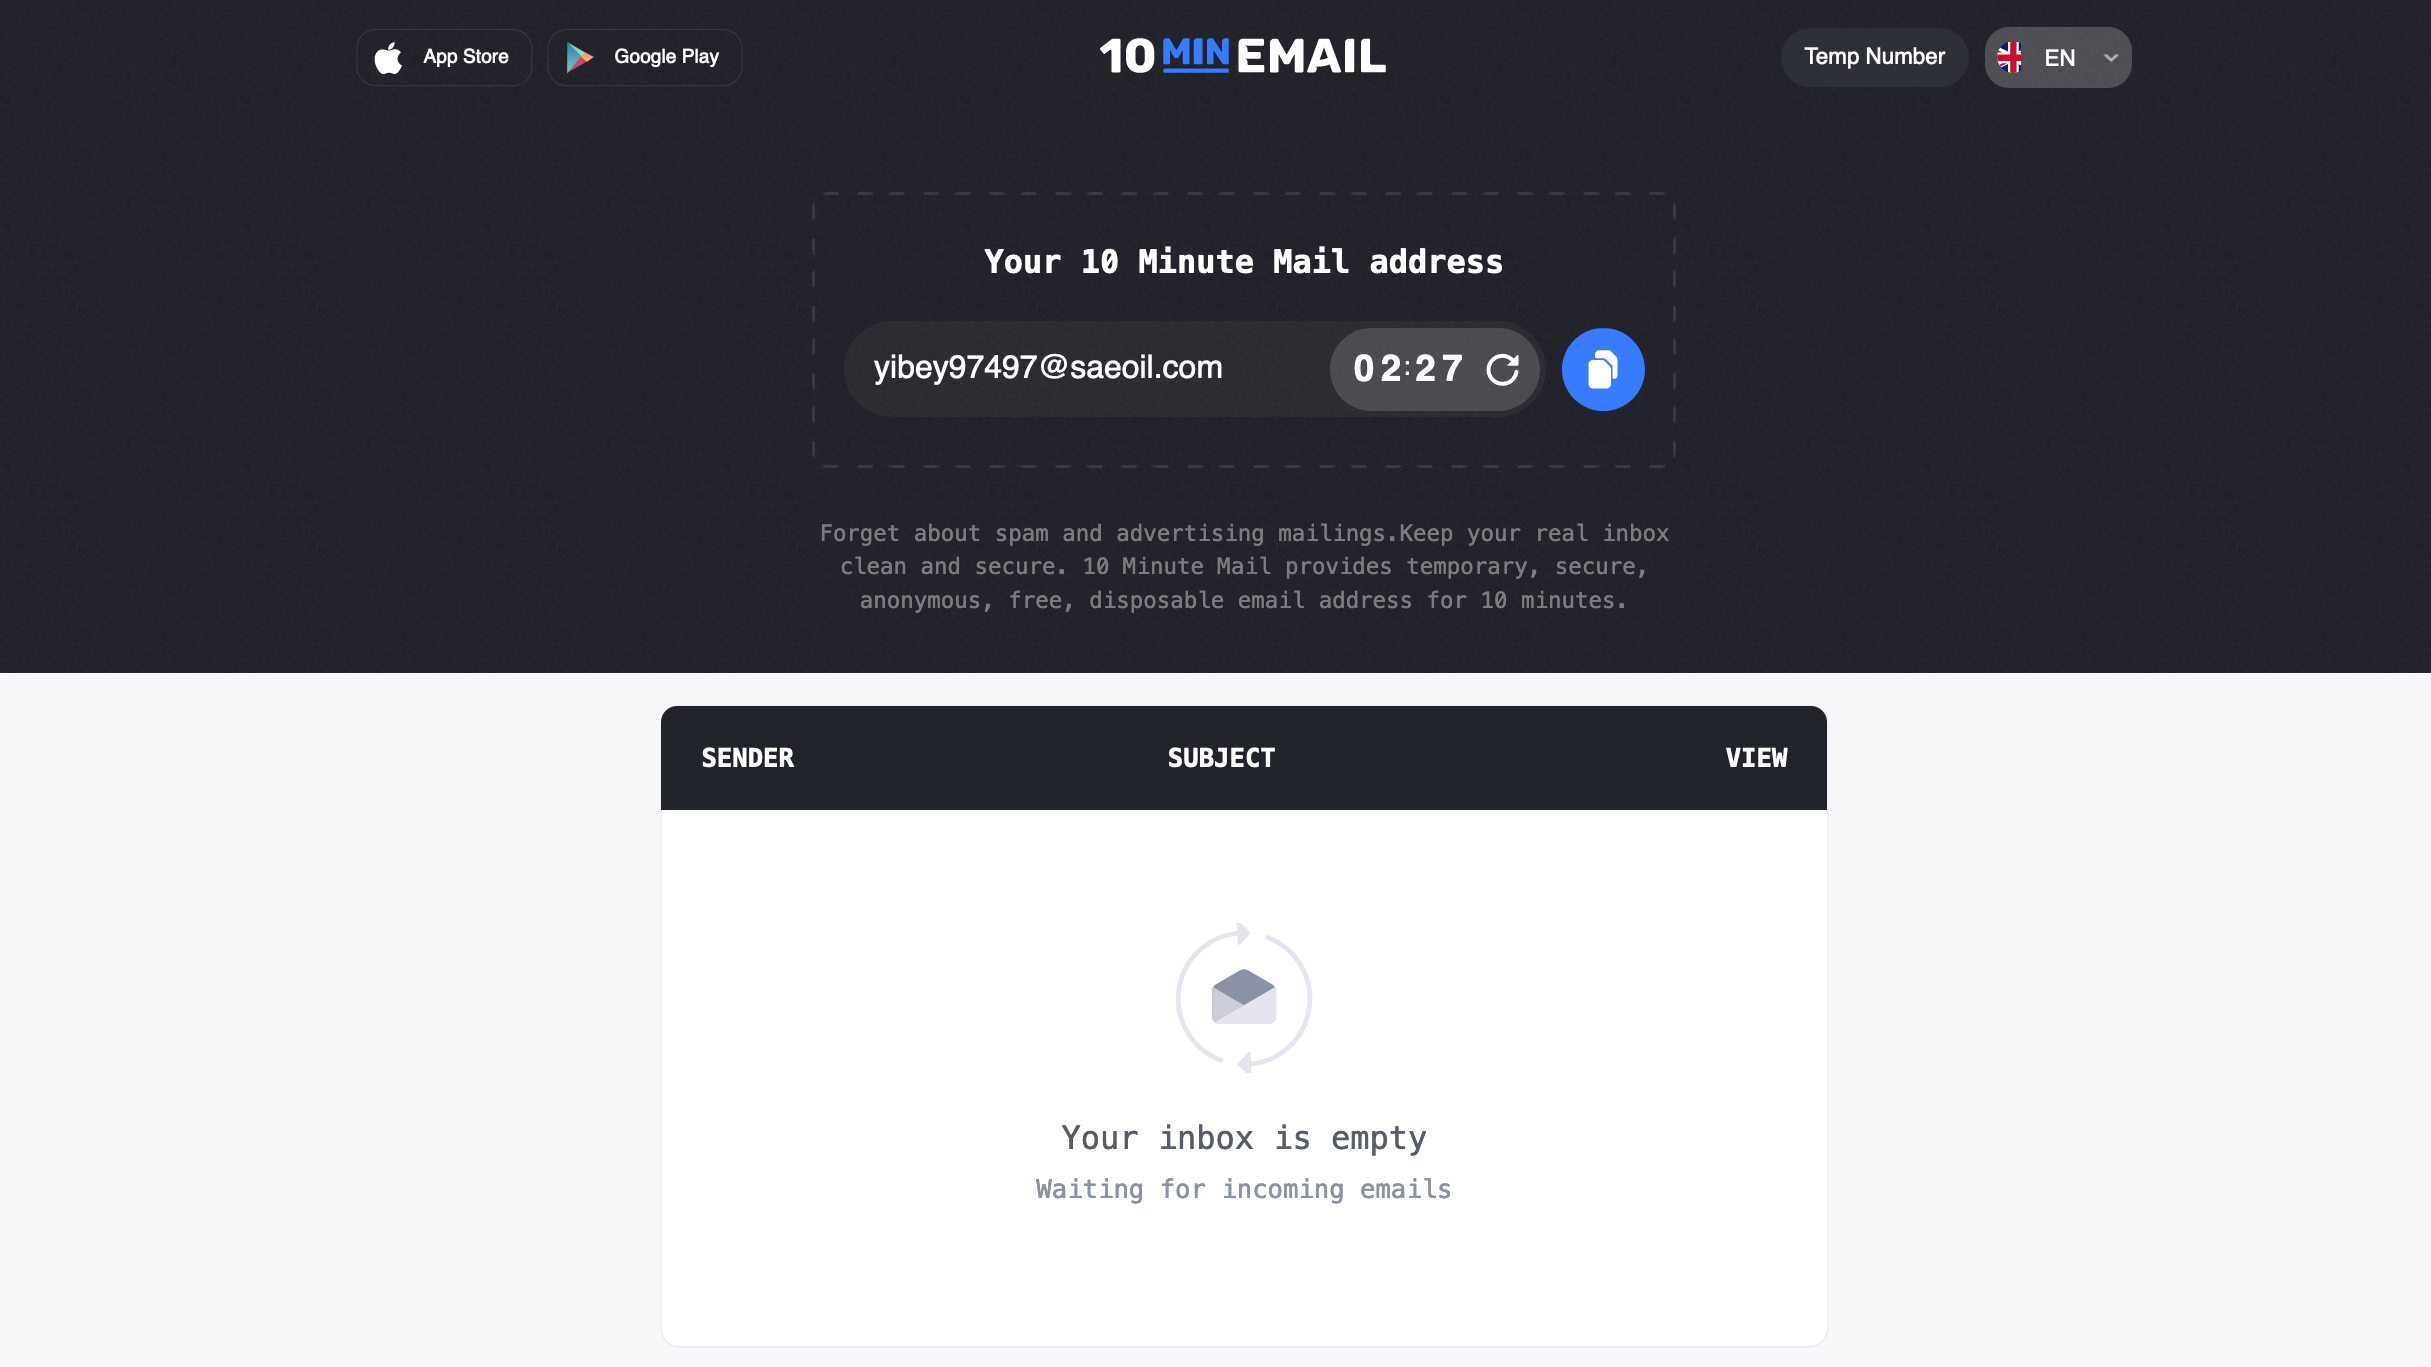 App Store
Google Play
10 MIN EMAIL
Temp Number
EN
Your 10 Minute Mail address
yibey97497@saeoil.com
02:27
Forget about spam and advertising mailings.Keep your real inbox
clean and secure. 10 Minute Mail provides temporary, secure,
anonymous, free, disposable email address for 10 minutes.
SENDER
SUBJECT
VIEW
Your inbox is empty
Waiting for incoming emails